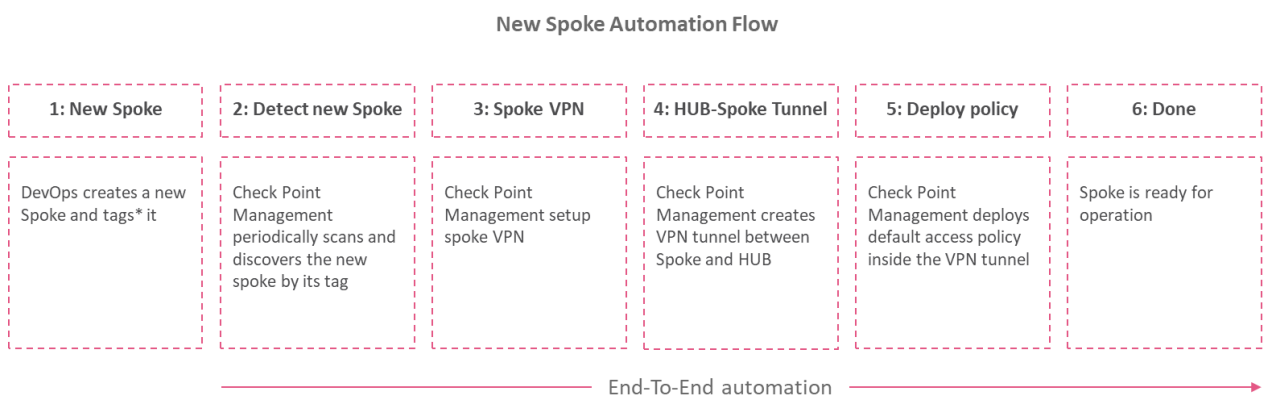 New Spoke Automation Flow
1: New Spoke
2: Detect new Spoke
3: Spoke VPN
4: HUB-Spoke Tunnel
5: Deploy policy
6: Done
DevOps creates a new
Spoke and tags* it
Check Point
Management
periodically scans and
discovers the new
spoke by its tag
Check Point
Management setup
spoke VPN
Check Point
Management creates
VPN tunnel between
Spoke and HUB
Check Point
Management deploys
default access policy
inside the VPN tunnel
Spoke is ready for
operation
End-To-End automation